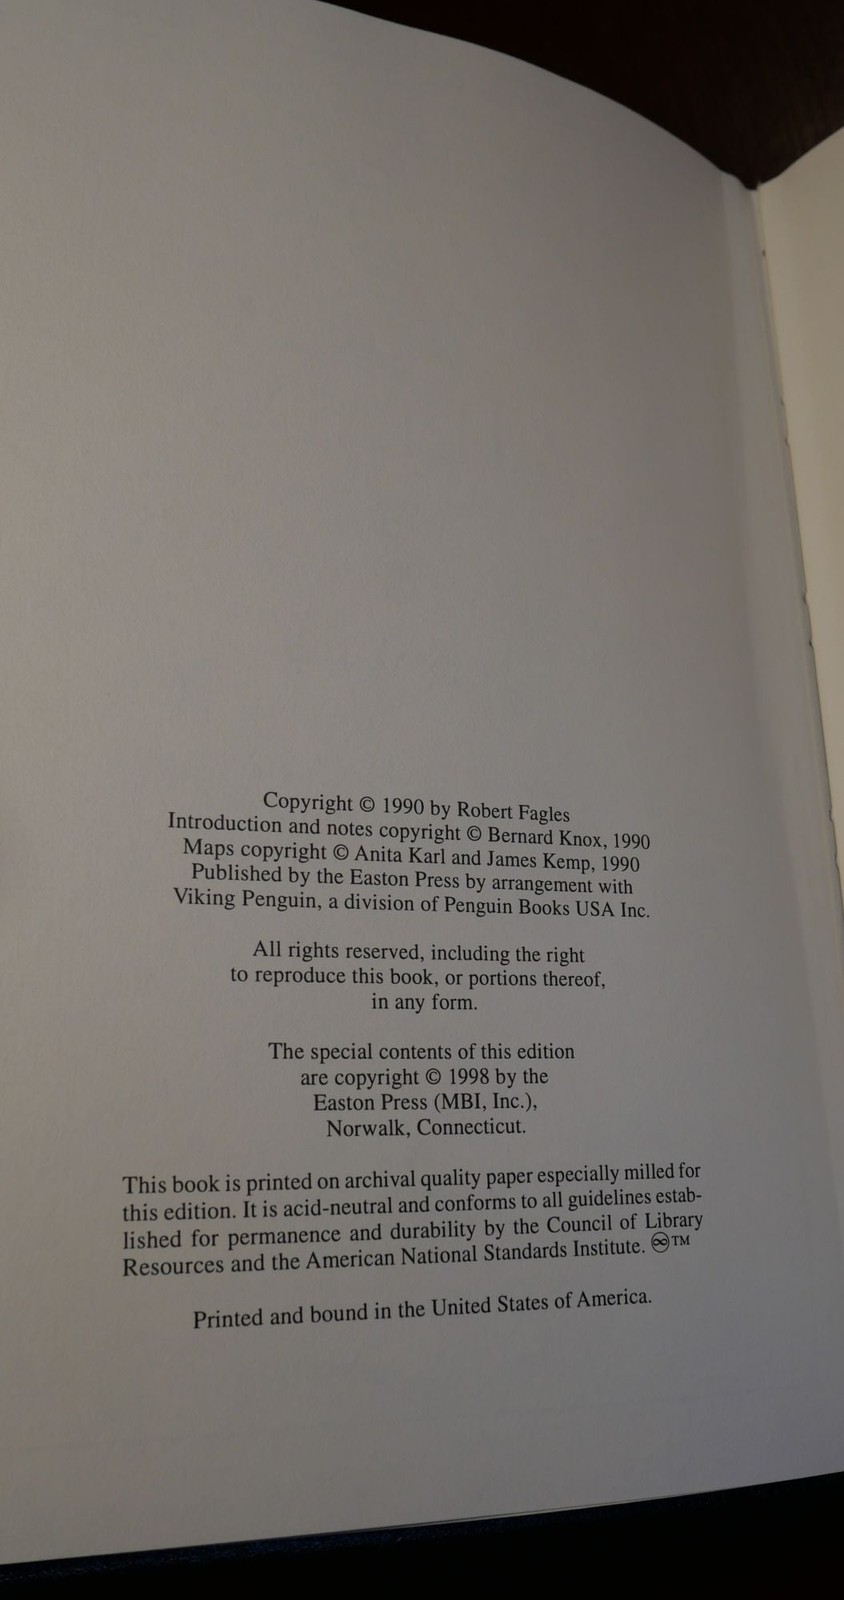 Copyright © 1990 by Robert Fagles
Introduction and notes copyright © Bernard Knox, 1990
Maps copyright © Anita Karl and James Kemp, 1990
Published by the Easton Press by arrangement with
Viking Penguin, a division of Penguin Books USA Inc.
All rights reserved, including the right
to reproduce this book, or portions thereof,
in any form.
The special contents of this edition
are copyright © 1998 by the
Easton Press (MBI, Inc.),
Norwalk, Connecticut.
This book is printed on archival quality paper especially milled for
this edition. It is acid-neutral and conforms to all guidelines estab-
lished for permanence and durability by the Council of Library
Resources and the American National Standards Institute. ♾™
Printed and bound in the United States of America.